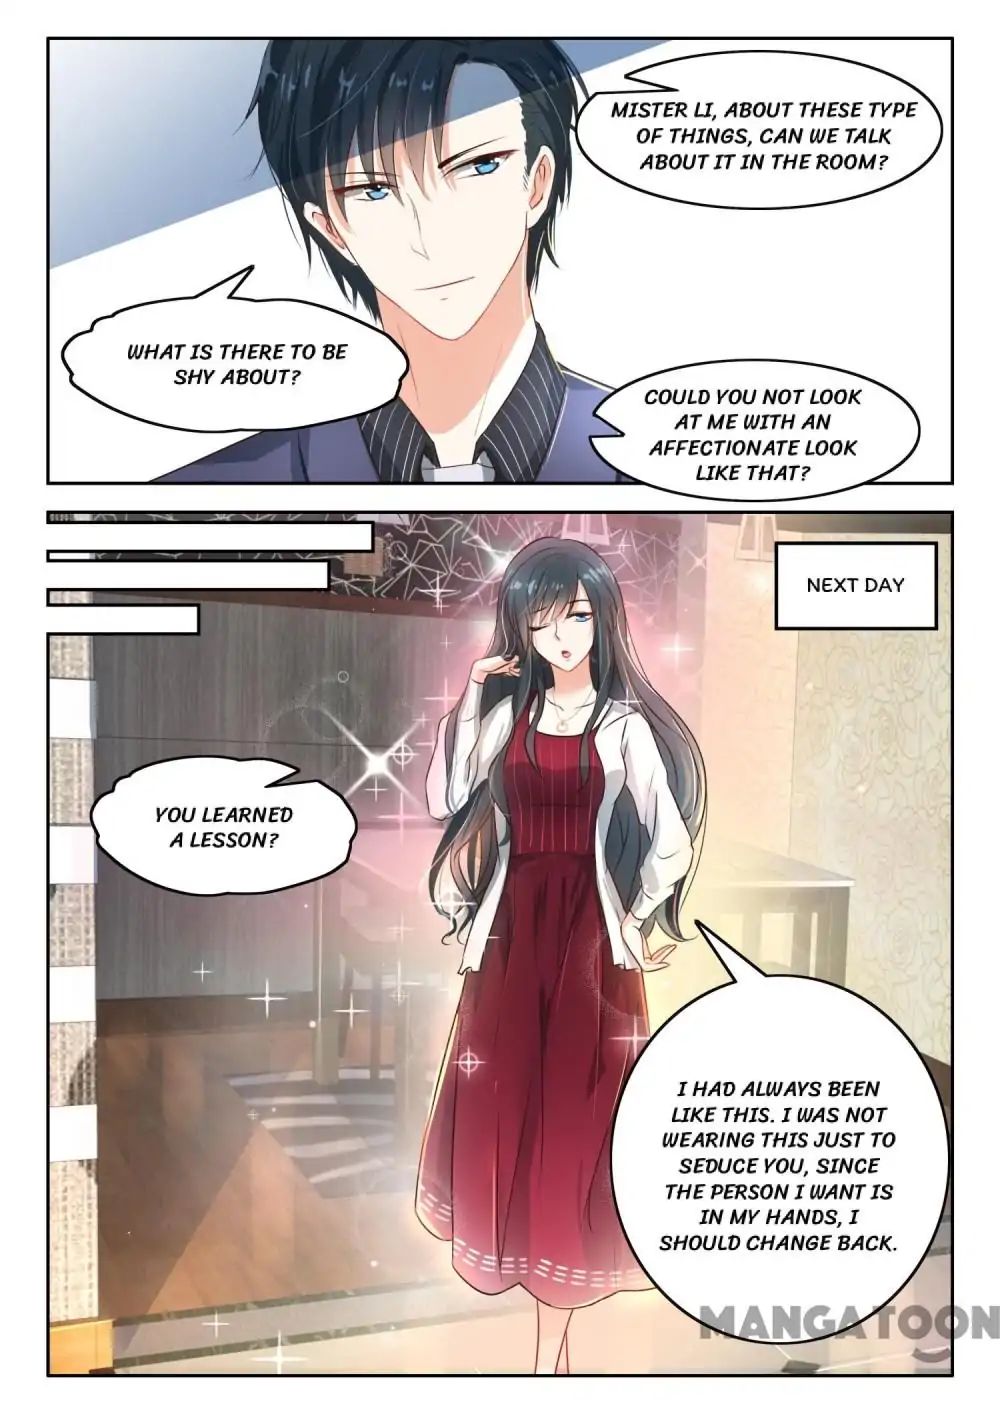 MISTER LI, ABOUT THESE TYPE
OF THINGS, CAN WE TALK
ABOUT IT IN THE ROOM?
WHAT IS THERE TO BE
SHY ABOUT?
COULD YOU NOT LOOK
AT ME WITH AN
AFFECTIONATE LOOK
LIKE THAT?
NEXT DAY
YOU LEARNED
A LESSON?
I HAD ALWAYS BEEN
LIKE THIS. I WAS NOT
WEARING THIS JUST TO
SEDUCE YOU, SINCE
THE PERSON I WANT IS
IN MY HANDS, I
SHOULD CHANGE BACK.
MANGATOON